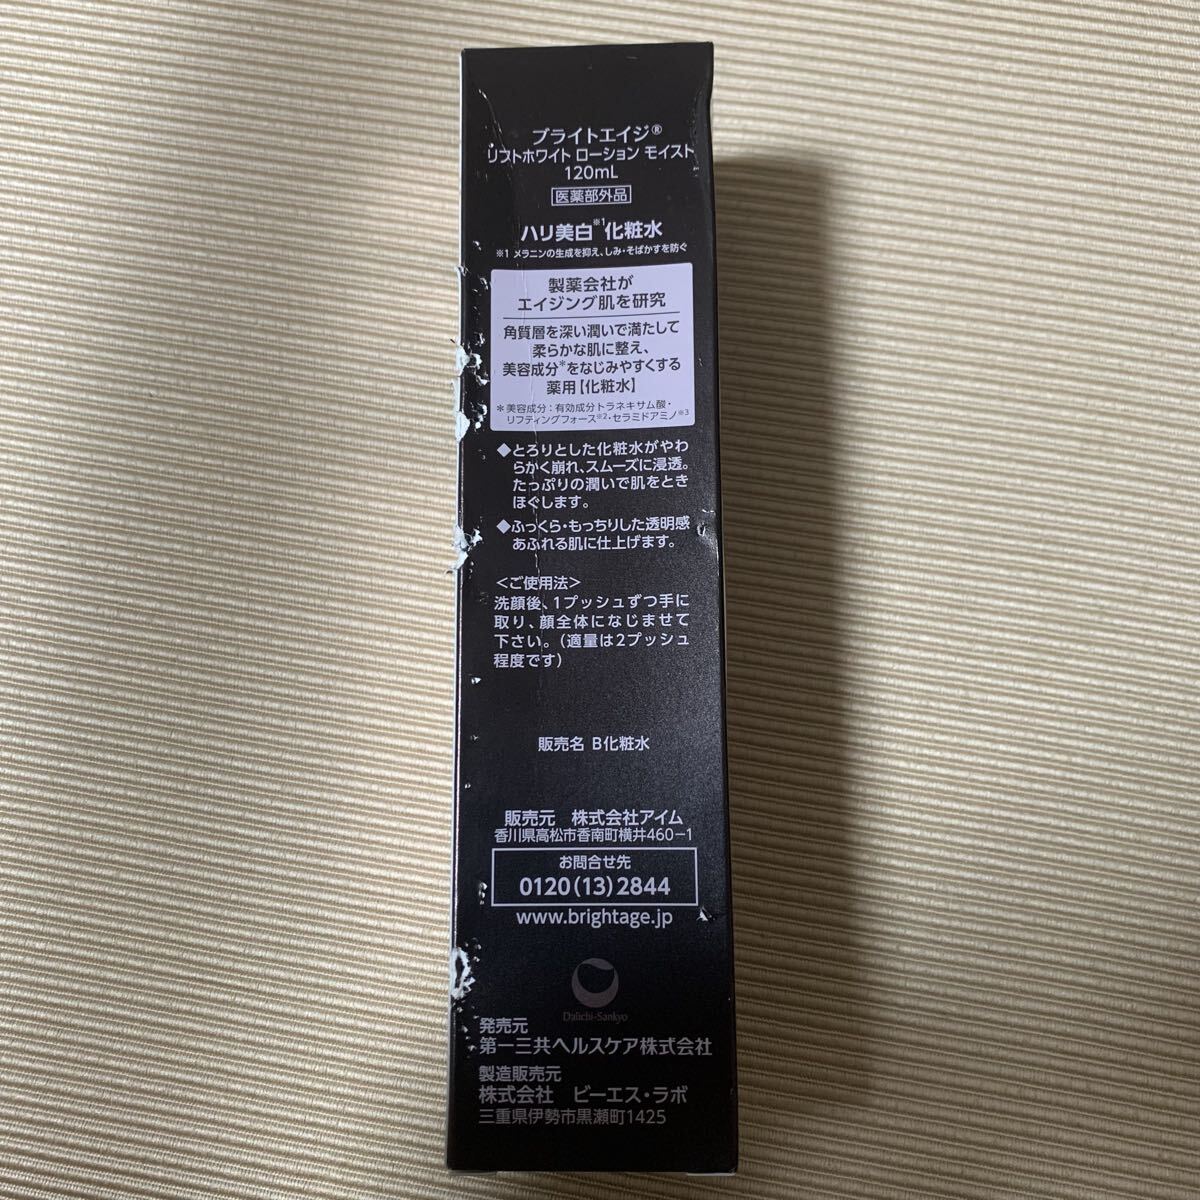 ブライトエイジ®
リフトホワイト ローション モイスト
120mL
医薬部外品
ハリ美白※1化粧水
※1 メラニンの生成を抑え、しみ・そばかすを防ぐ
製薬会社が
エイジング肌を研究
角質層を深い潤いで満たして
柔らかな肌に整え、
美容成分*をなじみやすくする
薬用【化粧水】
*美容成分:有効成分トラネキサム酸・
リフティングフォース※2・セラミドアミノ※3
◆とろりとした化粧水がやわ
らかく崩れ、スムーズに浸透。
たっぷりの潤いで肌をとき
ほぐします。
◆ふっくら・もっちりした透明感
あふれる肌に仕上げます。
<ご使用法>
洗顔後、1プッシュずつ手に
取り、顔全体になじませて
下さい。(適量は2プッシュ
程度です)
販売名 B化粧水
販売元 株式会社アイム
香川県高松市香南町横井460-1
お問合せ先
0120(13)2844
www.brightage.jp
Daiichi-Sankyo
発売元
第一三共ヘルスケア株式会社
製造販売元
株式会社 ビーエス・ラボ
三重県伊勢市黒瀬町1425